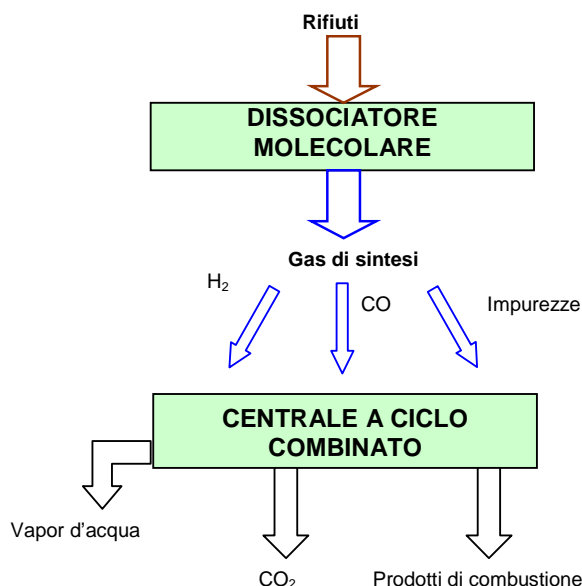 Rifiuti
DISSOCIATORE
MOLECOLARE
Gas di sintesi
H₂
CO
Impurezze
CENTRALE A CICLO
COMBINATO
Vapor d'acqua
CO₂
Prodotti di combustione